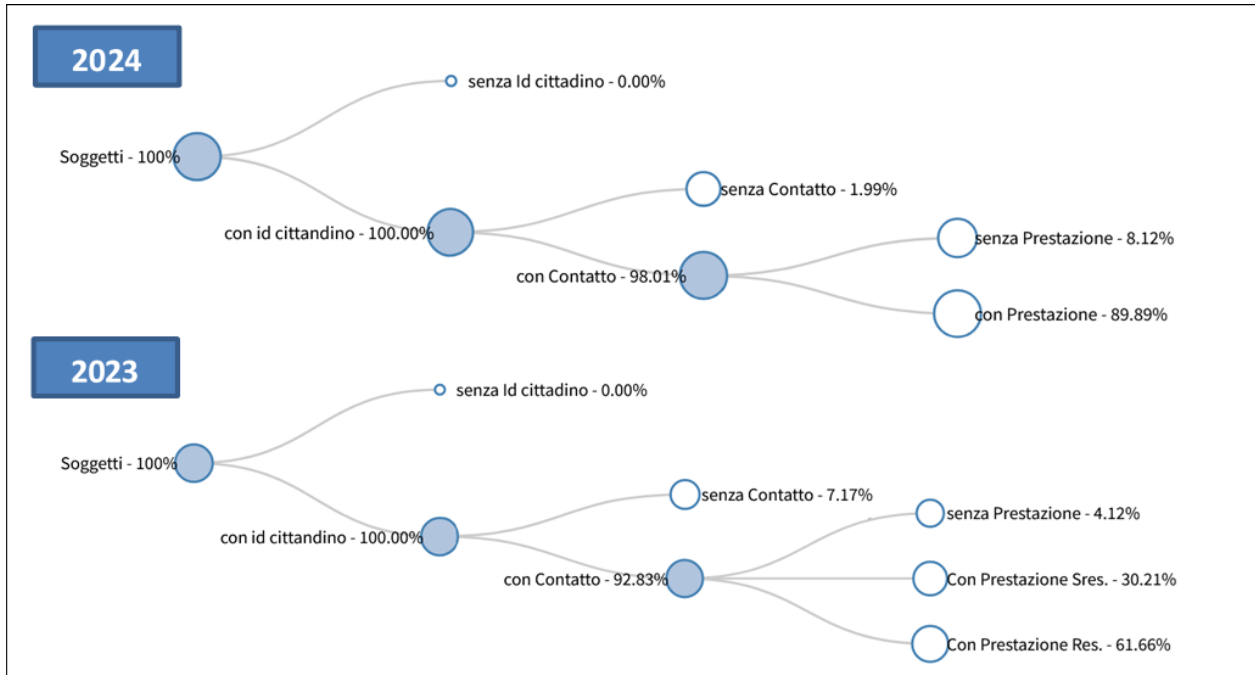 2024
senza Id cittadino - 0.00%
Soggetti - 100%
senza Contatto - 1.99%
con id cittandino - 100.00%
senza Prestazione - 8.12%
con Contatto - 98.01%
con Prestazione - 89.89%
2023
senza Id cittadino - 0.00%
Soggetti - 100%
senza Contatto - 7.17%
senza Prestazione - 4.12%
con id cittandino - 100.00%
con Contatto - 92.83%
Con Prestazione Sres. - 30.21%
Con Prestazione Res. - 61.66%